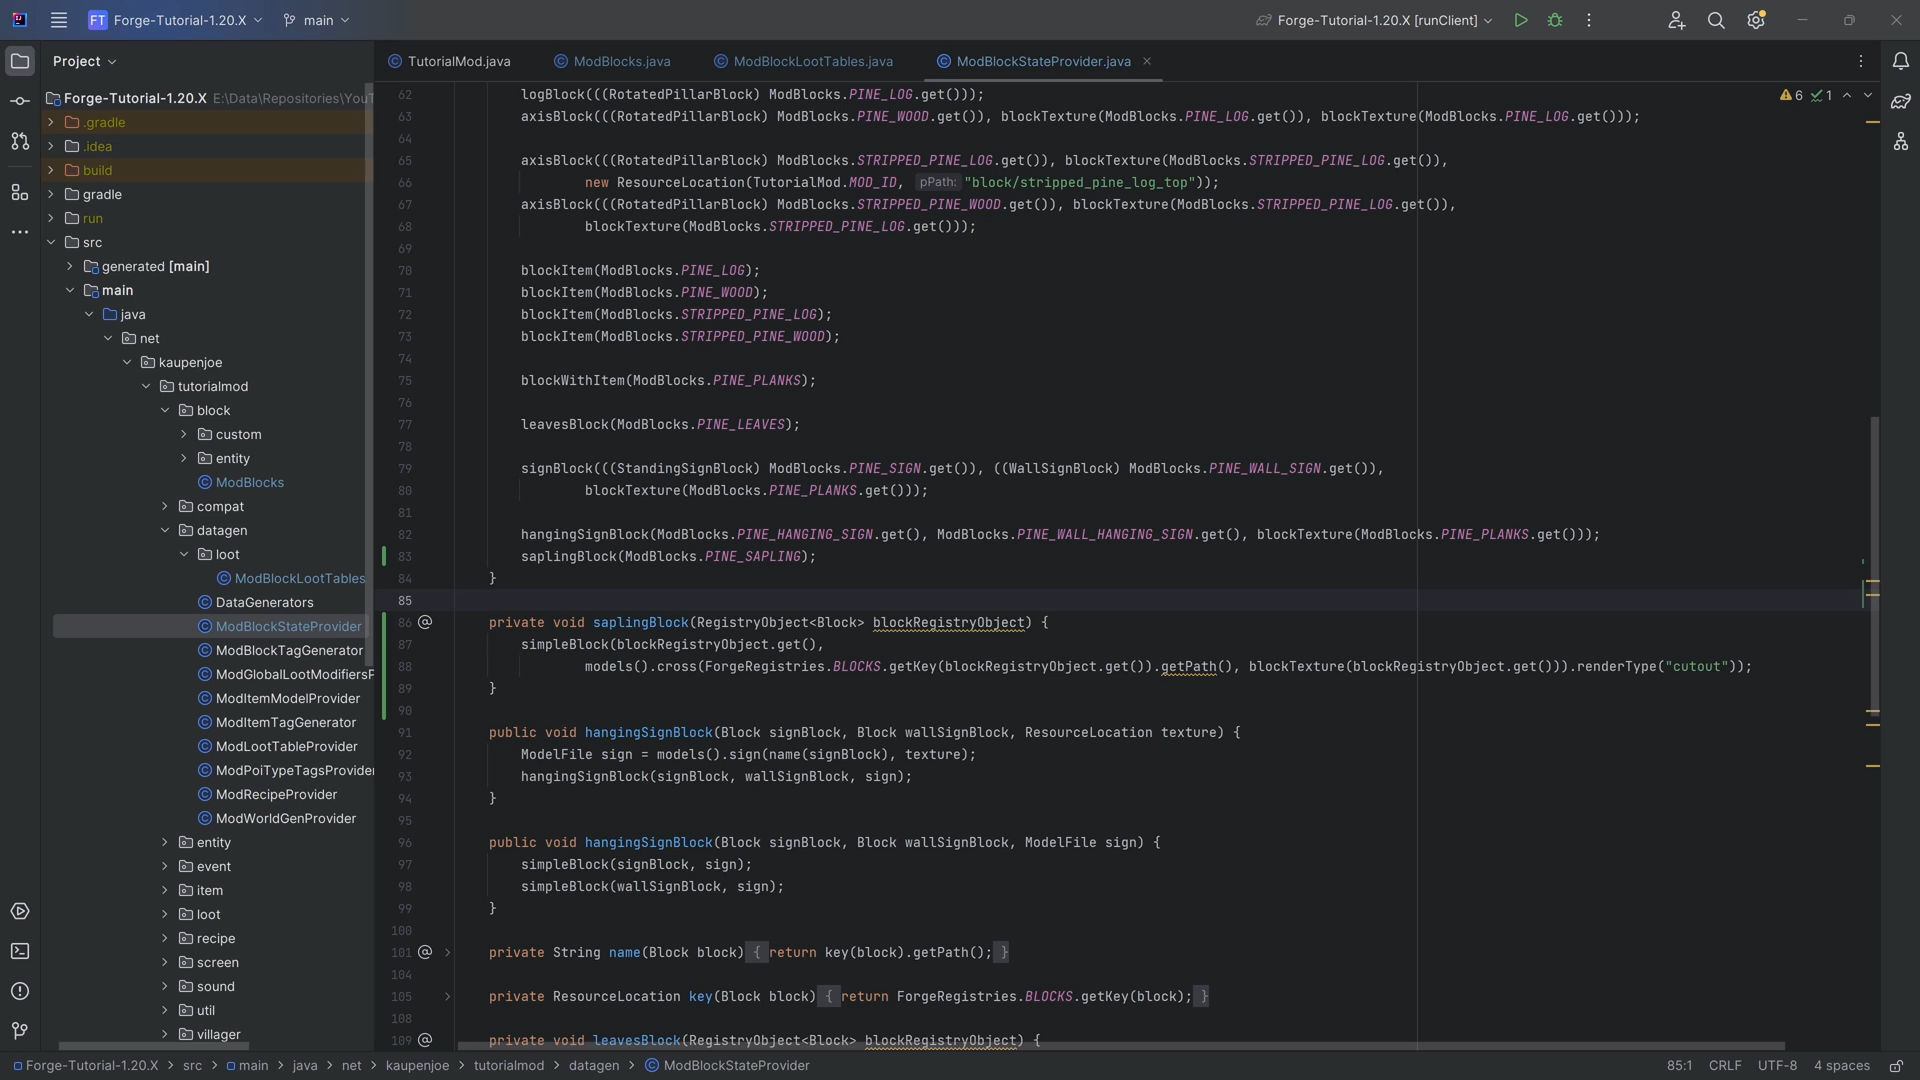 FT Forge-Tutorial-1.20.X main Forge-Tutorial-1.20.X [runClient]
Project
TutorialMod.java ModBlocks.java ModBlockLootTables.java ModBlockStateProvider.java
Forge-Tutorial-1.20.X E:\Data\Repositories\YouT
.gradle
.idea
build
gradle
run
src
generated [main]
main
java
net
kaupenjoe
tutorialmod
block
custom
entity
ModBlocks
compat
datagen
loot
ModBlockLootTables
DataGenerators
ModBlockStateProvider
ModBlockTagGenerator
ModGlobalLootModifiersP
ModItemModelProvider
ModItemTagGenerator
ModLootTableProvider
ModPoiTypeTagsProvider
ModRecipeProvider
ModWorldGenProvider
entity
event
item
loot
recipe
screen
sound
util
villager
6 1
62 logBlock(((RotatedPillarBlock) ModBlocks.PINE_LOG.get()));
63 axisBlock(((RotatedPillarBlock) ModBlocks.PINE_WOOD.get()), blockTexture(ModBlocks.PINE_LOG.get()), blockTexture(ModBlocks.PINE_LOG.get()));
64
65 axisBlock(((RotatedPillarBlock) ModBlocks.STRIPPED_PINE_LOG.get()), blockTexture(ModBlocks.STRIPPED_PINE_LOG.get()),
66 new ResourceLocation(TutorialMod.MOD_ID, pPath: "block/stripped_pine_log_top"));
67 axisBlock(((RotatedPillarBlock) ModBlocks.STRIPPED_PINE_WOOD.get()), blockTexture(ModBlocks.STRIPPED_PINE_LOG.get()),
68 blockTexture(ModBlocks.STRIPPED_PINE_LOG.get()));
69
70 blockItem(ModBlocks.PINE_LOG);
71 blockItem(ModBlocks.PINE_WOOD);
72 blockItem(ModBlocks.STRIPPED_PINE_LOG);
73 blockItem(ModBlocks.STRIPPED_PINE_WOOD);
74
75 blockWithItem(ModBlocks.PINE_PLANKS);
76
77 leavesBlock(ModBlocks.PINE_LEAVES);
78
79 signBlock(((StandingSignBlock) ModBlocks.PINE_SIGN.get()), ((WallSignBlock) ModBlocks.PINE_WALL_SIGN.get()),
80 blockTexture(ModBlocks.PINE_PLANKS.get()));
81
82 hangingSignBlock(ModBlocks.PINE_HANGING_SIGN.get(), ModBlocks.PINE_WALL_HANGING_SIGN.get(), blockTexture(ModBlocks.PINE_PLANKS.get()));
83 saplingBlock(ModBlocks.PINE_SAPLING);
84 }
85
86 @ private void saplingBlock(RegistryObject<Block> blockRegistryObject) {
87 simpleBlock(blockRegistryObject.get(),
88 models().cross(ForgeRegistries.BLOCKS.getKey(blockRegistryObject.get()).getPath(), blockTexture(blockRegistryObject.get())).renderType("cutout"));
89 }
90
91 public void hangingSignBlock(Block signBlock, Block wallSignBlock, ResourceLocation texture) {
92 ModelFile sign = models().sign(name(signBlock), texture);
93 hangingSignBlock(signBlock, wallSignBlock, sign);
94 }
95
96 public void hangingSignBlock(Block signBlock, Block wallSignBlock, ModelFile sign) {
97 simpleBlock(signBlock, sign);
98 simpleBlock(wallSignBlock, sign);
99 }
100
101 @ private String name(Block block) { return key(block).getPath(); }
104
105 private ResourceLocation key(Block block) { return ForgeRegistries.BLOCKS.getKey(block); }
108
109 @ private void leavesBlock(RegistryObject<Block> blockRegistryObject) {
Forge-Tutorial-1.20.X > src > main > java > net > kaupenjoe > tutorialmod > datagen > ModBlockStateProvider 85:1 CRLF UTF-8 4 spaces